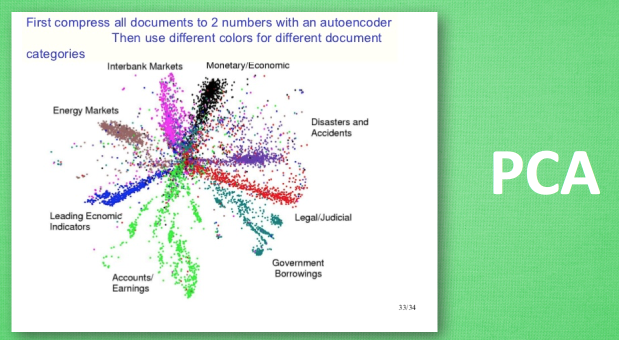 First compress all documents to 2 numbers with an autoencoder
Then use different colors for different document
categories
Interbank Markets
Monetary/Economic
Energy Markets
Disasters and
Accidents
Leading Ecnomic
Indicators
Legal/Judicial
Government
Borrowings
Accounts/
Earnings
33/34
PCA